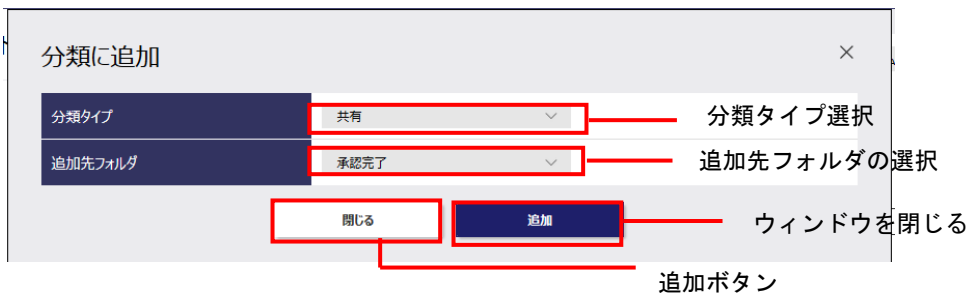 分類に追加
分類タイプ
共有
分類タイプ選択
追加先フォルダ
承認完了
追加先フォルダの選択
閉じる
追加
ウィンドウを閉じる
追加ボタン